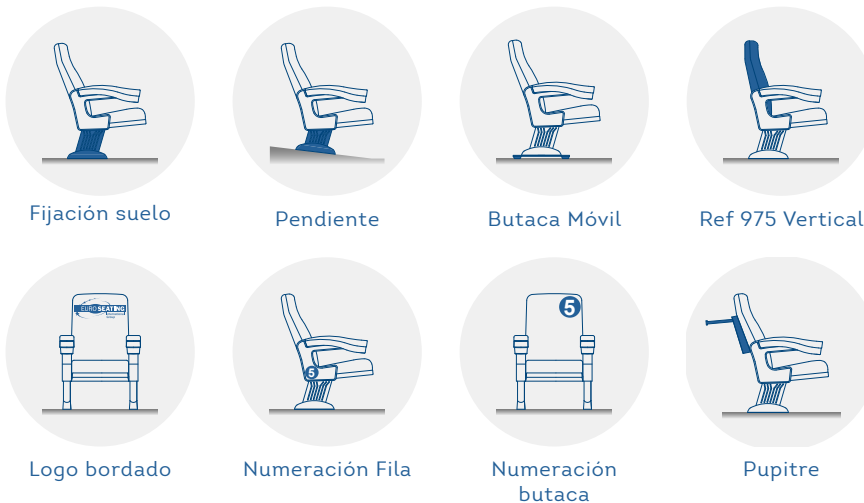 Fijación suelo
Pendiente
Butaca Móvil
Ref 975 Vertical
EURO SEATING
5
5
Logo bordado
Numeración Fila
Numeración
butaca
Pupitre